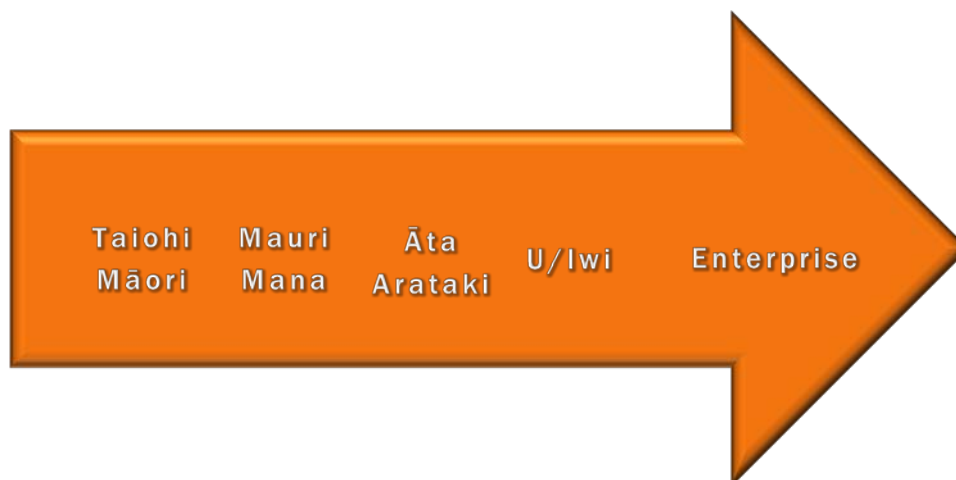 Taiohi
Māori
Mauri
Mana
Āta
Arataki
U/Iwi
Enterprise